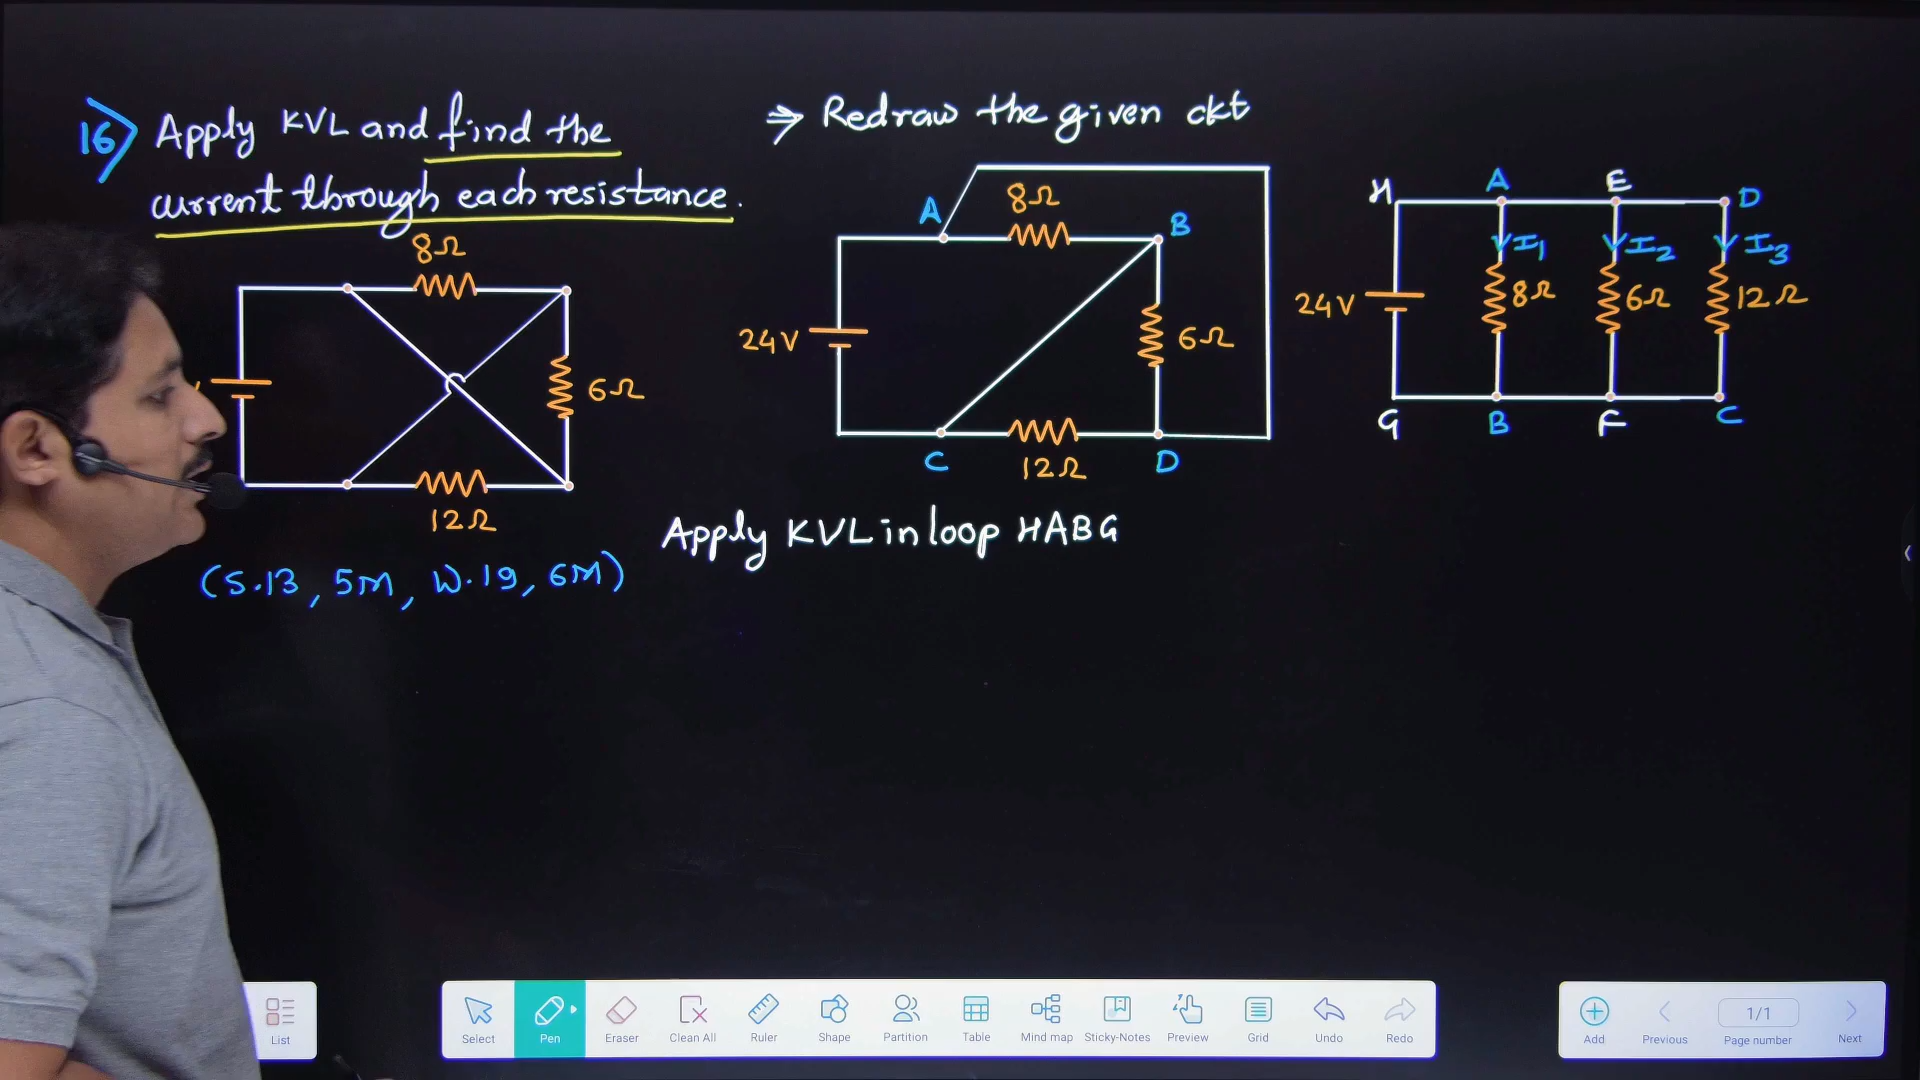 16) Apply KVL and find the
current through each resistance.
8Ω
6Ω
12Ω
(S.13, 5M, W.19, 6M)
⇒ Redraw the given ckt
A
8Ω
B
24V
6Ω
C
12Ω
D
H
A
E
D
I1
I2
I3
24V
8Ω
6Ω
12Ω
G
B
F
C
Apply KVL in loop HABG
List
Select
Pen
Eraser
Clean All
Ruler
Shape
Partition
Table
Mind map
Sticky-Notes
Preview
Grid
Undo
Redo
Add
Previous
1/1
Page number
Next